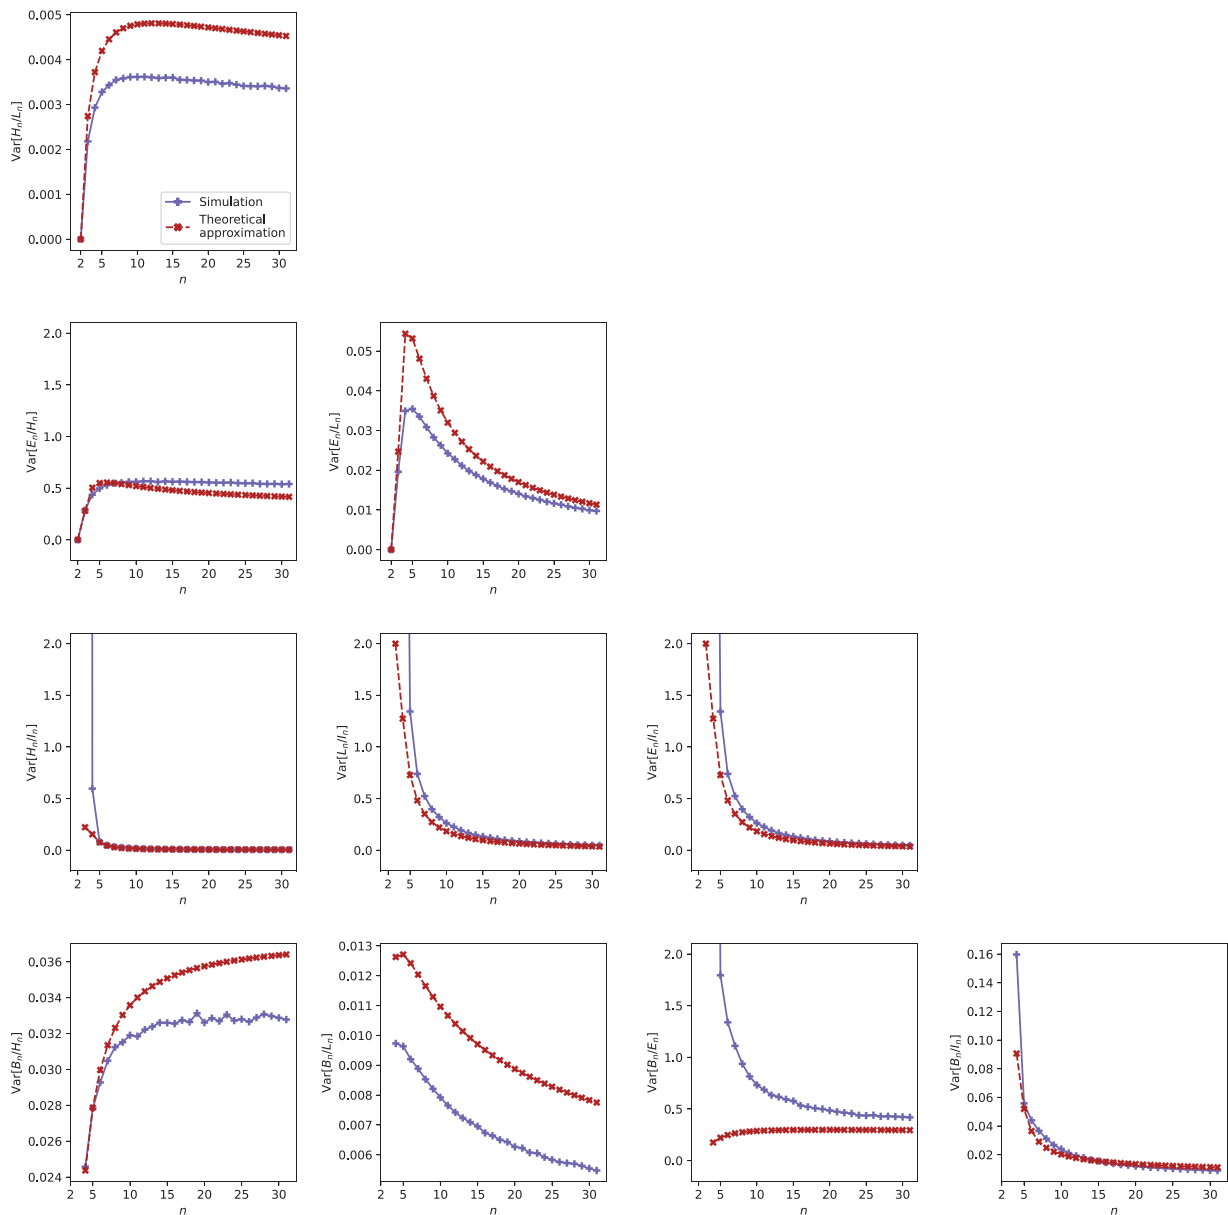 0.005
0.004
0.003
0.002
0.001
0.000
Var[H_n/L_n]
Simulation
Theoretical
approximation
2 5 10 15 20 25 30
n
2.0
1.5
1.0
0.5
0.0
Var[E_n/H_n]
2 5 10 15 20 25 30
n
0.05
0.04
0.03
0.02
0.01
0.00
Var[E_n/L_n]
2 5 10 15 20 25 30
n
2.0
1.5
1.0
0.5
0.0
Var[H_n/I_n]
2 5 10 15 20 25 30
n
2.0
1.5
1.0
0.5
0.0
Var[L_n/I_n]
2 5 10 15 20 25 30
n
2.0
1.5
1.0
0.5
0.0
Var[E_n/I_n]
2 5 10 15 20 25 30
n
0.036
0.034
0.032
0.030
0.028
0.026
0.024
Var[B_n/H_n]
2 5 10 15 20 25 30
n
0.013
0.012
0.011
0.010
0.009
0.008
0.007
0.006
Var[B_n/L_n]
2 5 10 15 20 25 30
n
2.0
1.5
1.0
0.5
0.0
Var[B_n/E_n]
2 5 10 15 20 25 30
n
0.16
0.14
0.12
0.10
0.08
0.06
0.04
0.02
Var[B_n/I_n]
2 5 10 15 20 25 30
n